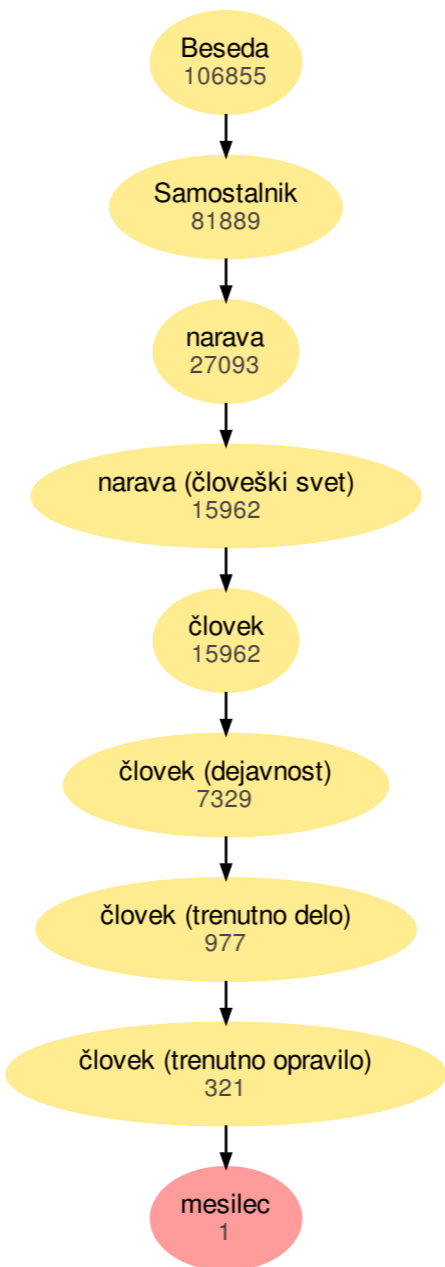 Beseda
106855
Samostalnik
81889
narava
27093
narava (človeški svet)
15962
človek
15962
človek (dejavnost)
7329
človek (trenutno delo)
977
človek (trenutno opravilo)
321
mesilec
1